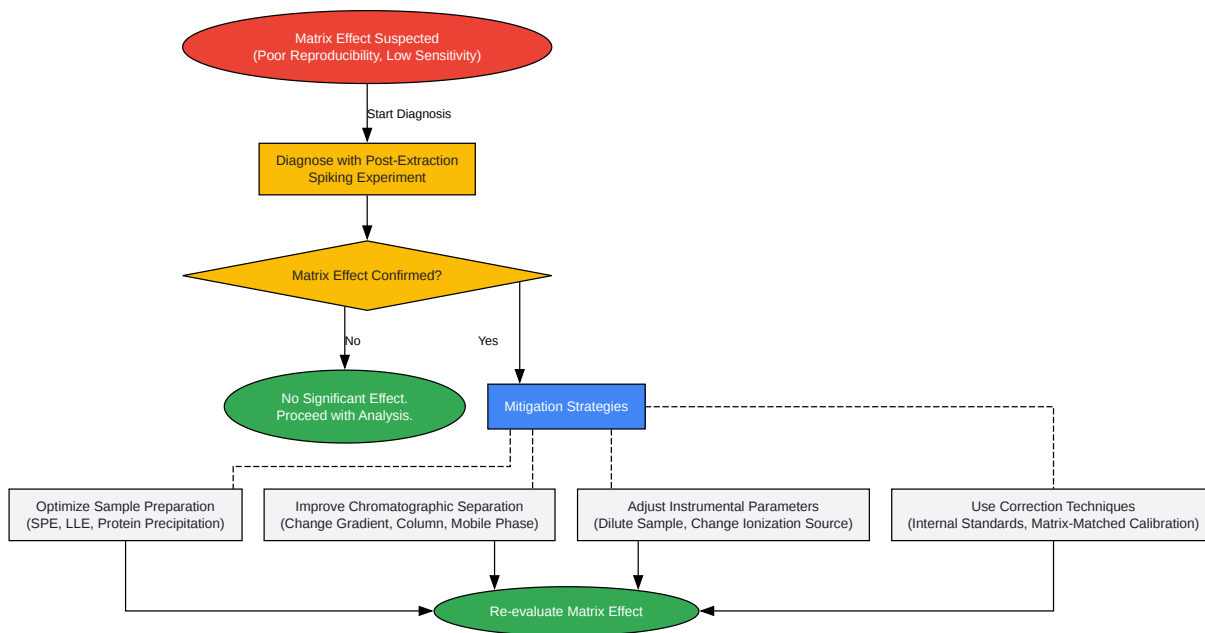 Matrix Effect Suspected
(Poor Reproducibility, Low Sensitivity)
Start Diagnosis
Diagnose with Post-Extraction
Spiking Experiment
Matrix Effect Confirmed?
No
Yes
No Significant Effect.
Proceed with Analysis.
Mitigation Strategies
Optimize Sample Preparation
(SPE, LLE, Protein Precipitation)
Improve Chromatographic Separation
(Change Gradient, Column, Mobile Phase)
Adjust Instrumental Parameters
(Dilute Sample, Change Ionization Source)
Use Correction Techniques
(Internal Standards, Matrix-Matched Calibration)
Re-evaluate Matrix Effect